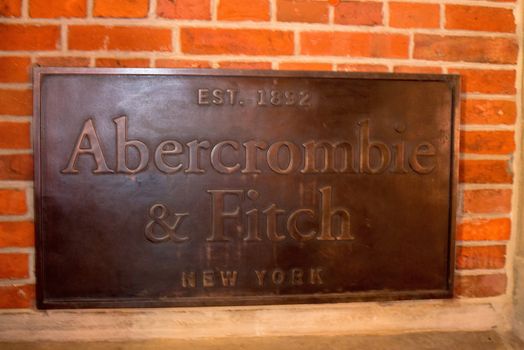 EST. 1892
Abercrombie
& Fitch
NEW YORK